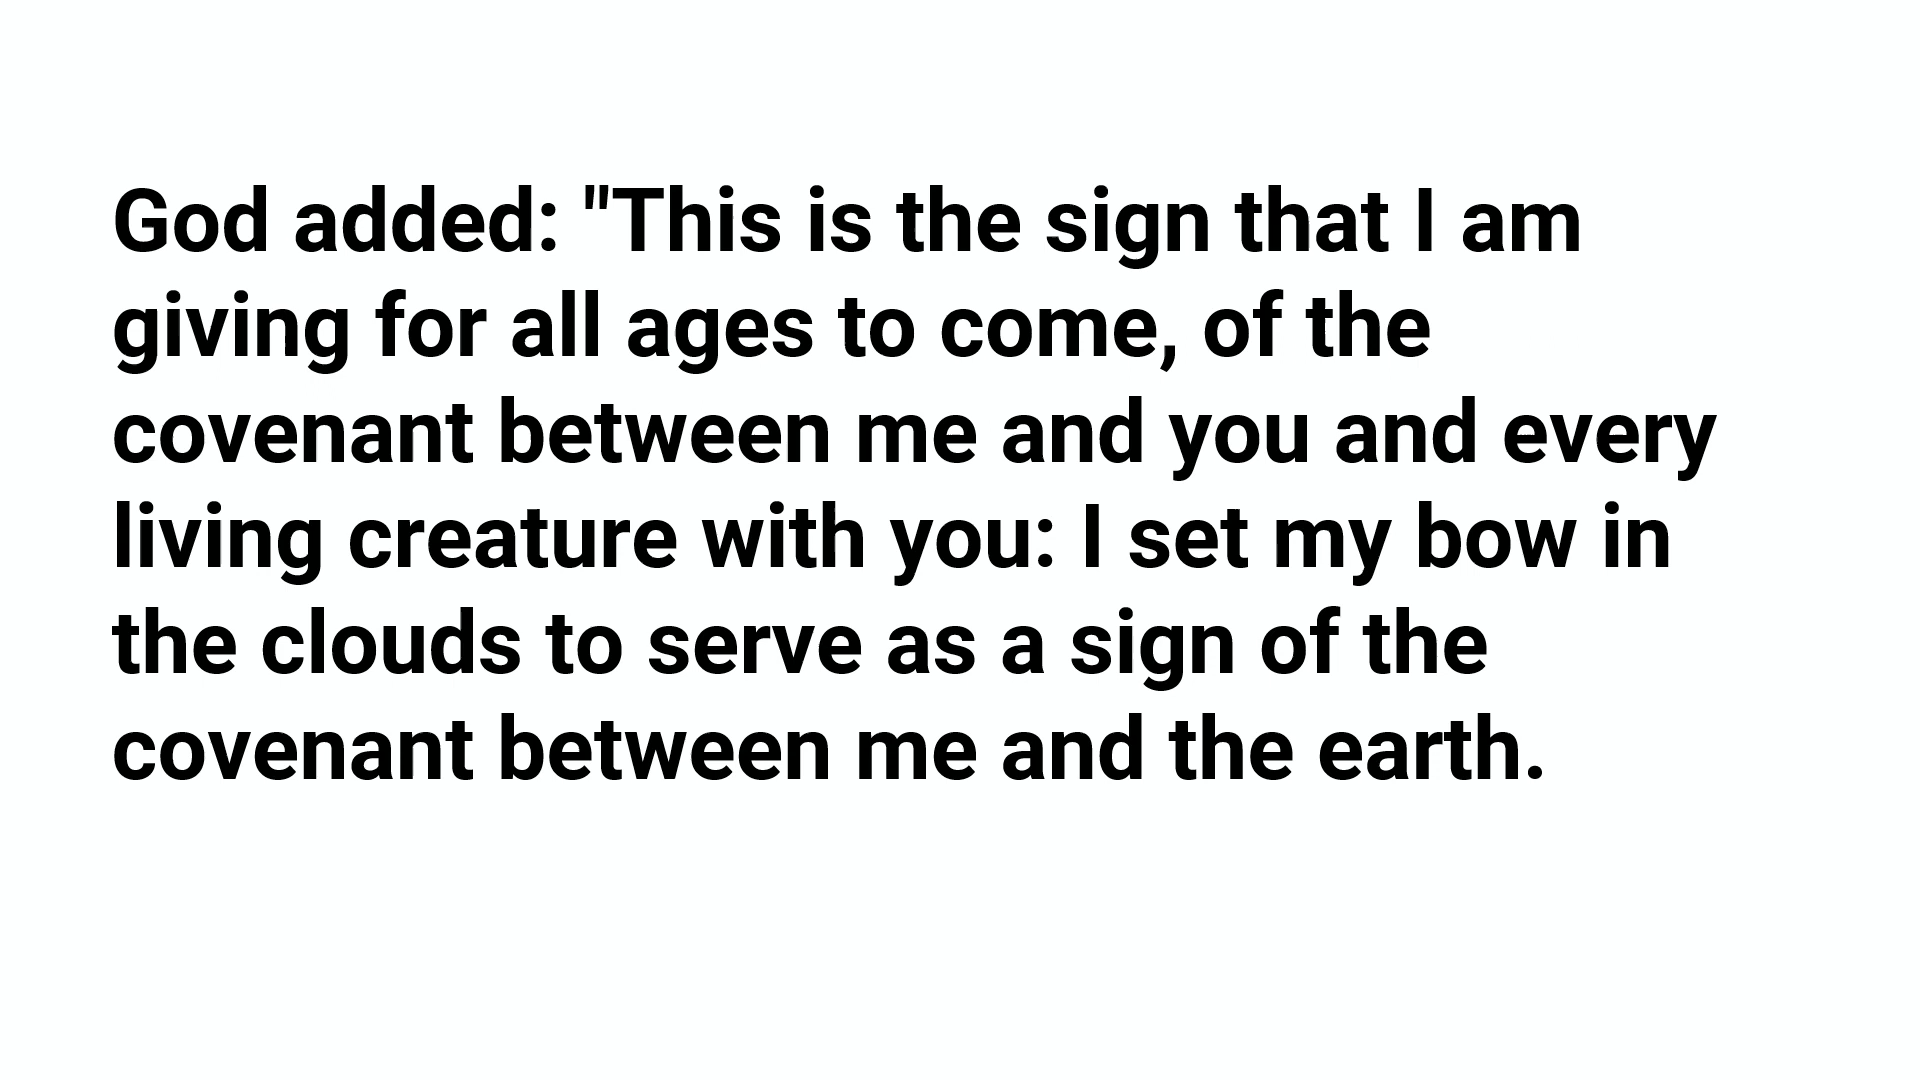 God added: "This is the sign that I am
giving for all ages to come, of the
covenant between me and you and every
living creature with you: I set my bow in
the clouds to serve as a sign of the
covenant between me and the earth.